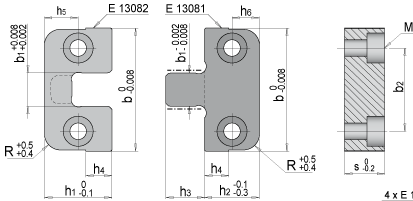 h5
E 13082
E 13081
h6
M
b1 +0.008 +0.002
b -0.008
b1 -0.002 -0.008
b -0.008
b2
R +0.5 +0.4
h4
h1 0 -0.1
h3
h4
h2 -0.1 -0.3
R +0.5 +0.4
s 0 -0.2
4 x E 1